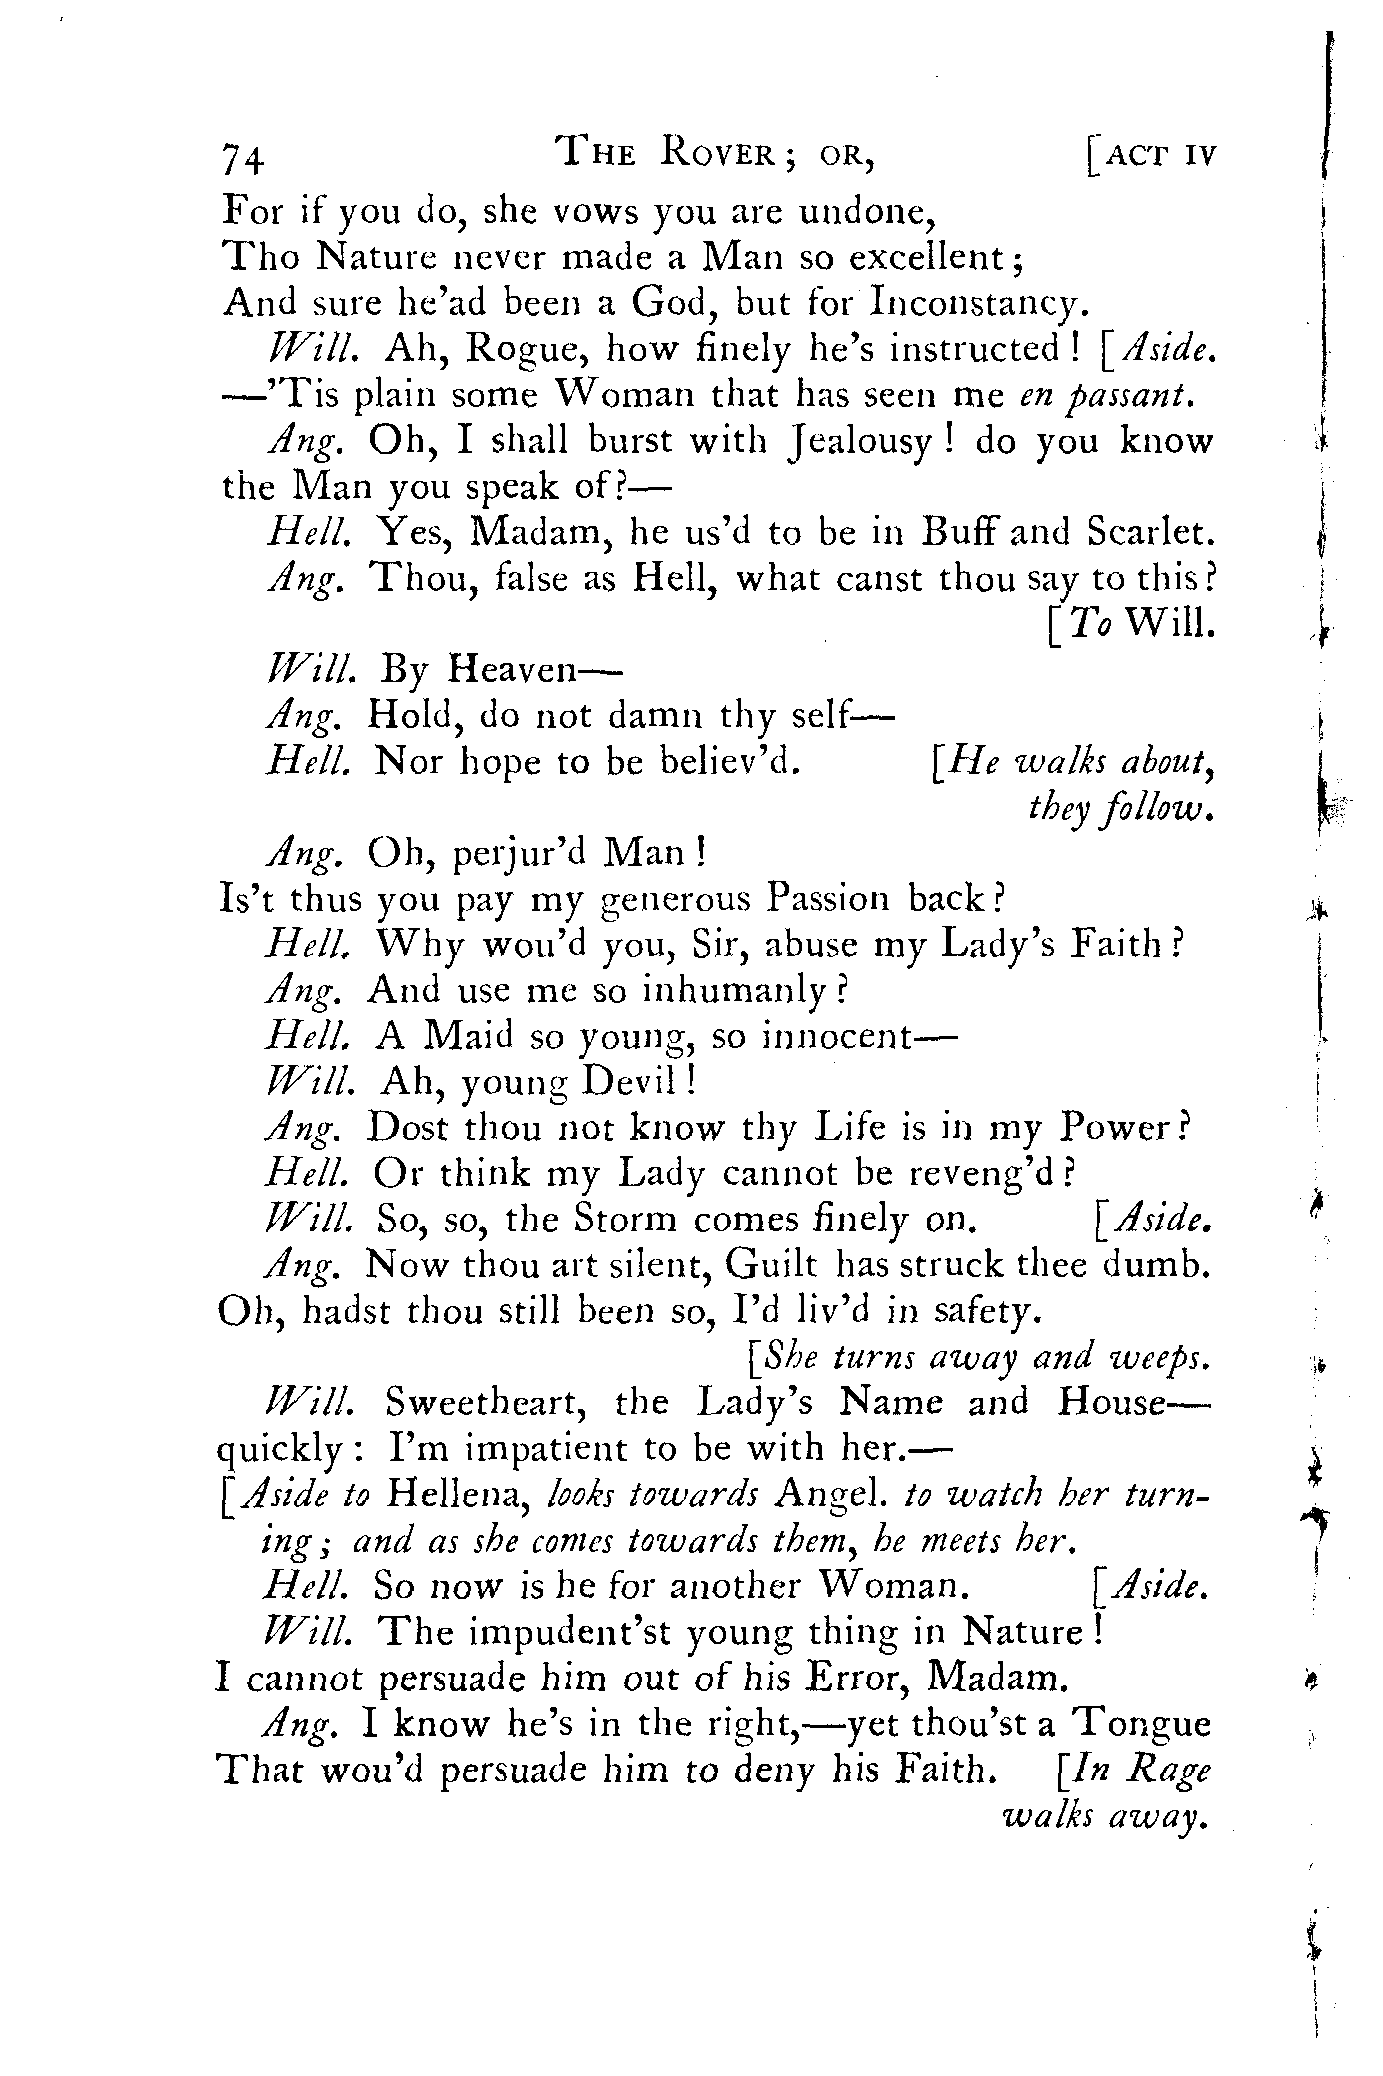 74 THE ROVER; OR, [ACT IV
For if you do, she vows you are undone,
Tho Nature never made a Man so excellent;
And sure he'ad been a God, but for Inconstancy.
Will. Ah, Rogue, how finely he's instructed! [Aside.
—'Tis plain some Woman that has seen me en passant.
Ang. Oh, I shall burst with Jealousy! do you know
the Man you speak of?—
Hell. Yes, Madam, he us'd to be in Buff and Scarlet.
Ang. Thou, false as Hell, what canst thou say to this?
[To Will.
Will. By Heaven—
Ang. Hold, do not damn thy self—
Hell. Nor hope to be believ'd. [He walks about,
they follow.
Ang. Oh, perjur'd Man!
Is't thus you pay my generous Passion back?
Hell. Why wou'd you, Sir, abuse my Lady's Faith?
Ang. And use me so inhumanly?
Hell. A Maid so young, so innocent—
Will. Ah, young Devil!
Ang. Dost thou not know thy Life is in my Power?
Hell. Or think my Lady cannot be reveng'd?
Will. So, so, the Storm comes finely on. [Aside.
Ang. Now thou art silent, Guilt has struck thee dumb.
Oh, hadst thou still been so, I'd liv'd in safety.
[She turns away and weeps.
Will. Sweetheart, the Lady's Name and House—
quickly: I'm impatient to be with her.—
[Aside to Hellena, looks towards Angel. to watch her turn-
ing; and as she comes towards them, he meets her.
Hell. So now is he for another Woman. [Aside.
Will. The impudent'st young thing in Nature!
I cannot persuade him out of his Error, Madam.
Ang. I know he's in the right,—yet thou'st a Tongue
That wou'd persuade him to deny his Faith. [In Rage
walks away.